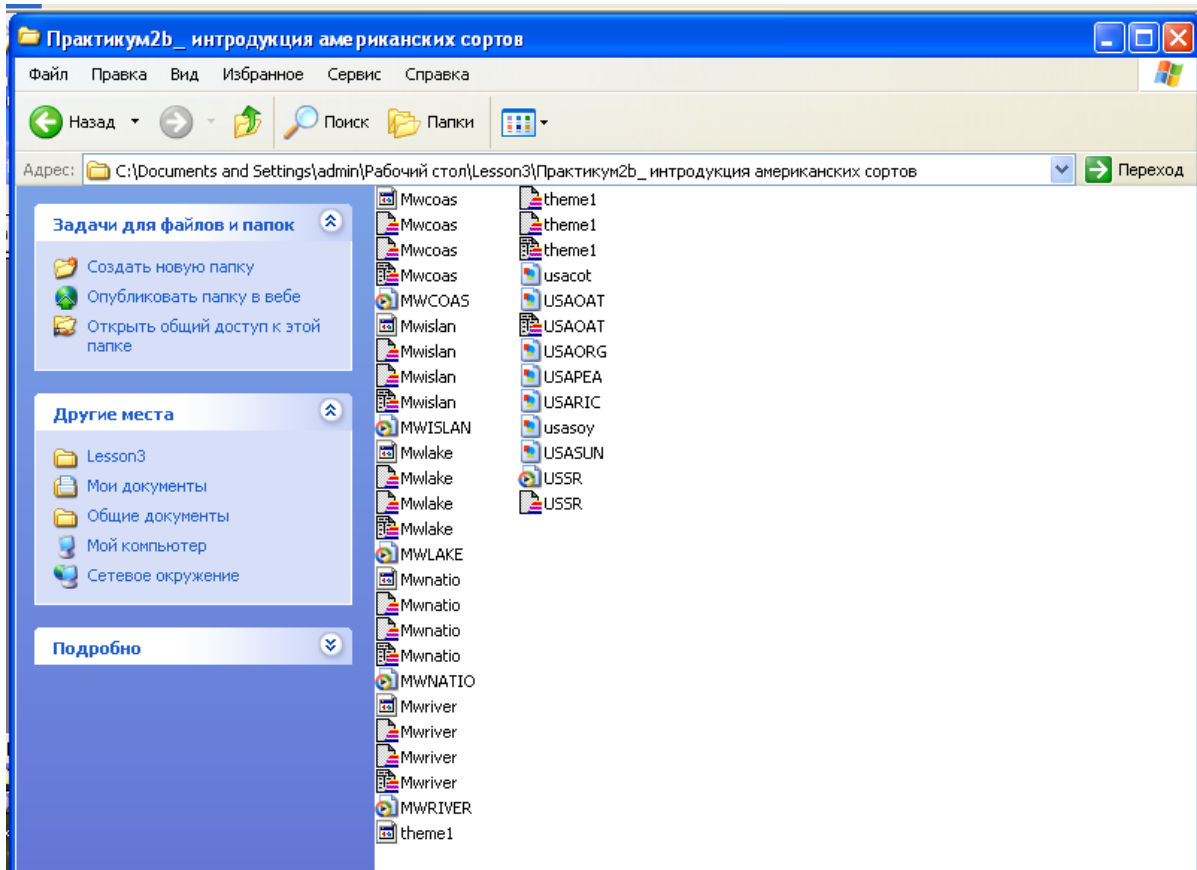 Практикум2b_ интродукция американских сортов
Файл Правка Вид Избранное Сервис Справка
Назад Поиск Папки
Адрес: C:\Documents and Settings\admin\Рабочий стол\Lesson3\Практикум2b_ интродукция американских сортов Переход
Задачи для файлов и папок
Создать новую папку
Опубликовать папку в вебе
Открыть общий доступ к этой
папке
Другие места
Lesson3
Мои документы
Общие документы
Мой компьютер
Сетевое окружение
Подробно
Mwcoas
Mwcoas
Mwcoas
Mwcoas
MWCOAS
Mwislan
Mwislan
Mwislan
Mwislan
MWISLAN
Mwlake
Mwlake
Mwlake
Mwlake
MWLAKE
Mwnatio
Mwnatio
Mwnatio
Mwnatio
MWNATIO
Mwriver
Mwriver
Mwriver
Mwriver
MWRIVER
theme1
theme1
theme1
theme1
usacot
USAOAT
USAOAT
USAORG
USAPEA
USARIC
usasoy
USASUN
USSR
USSR